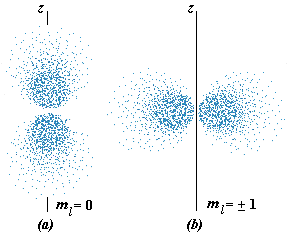 z z
m_l = 0 m_l = ± 1
(a) (b)